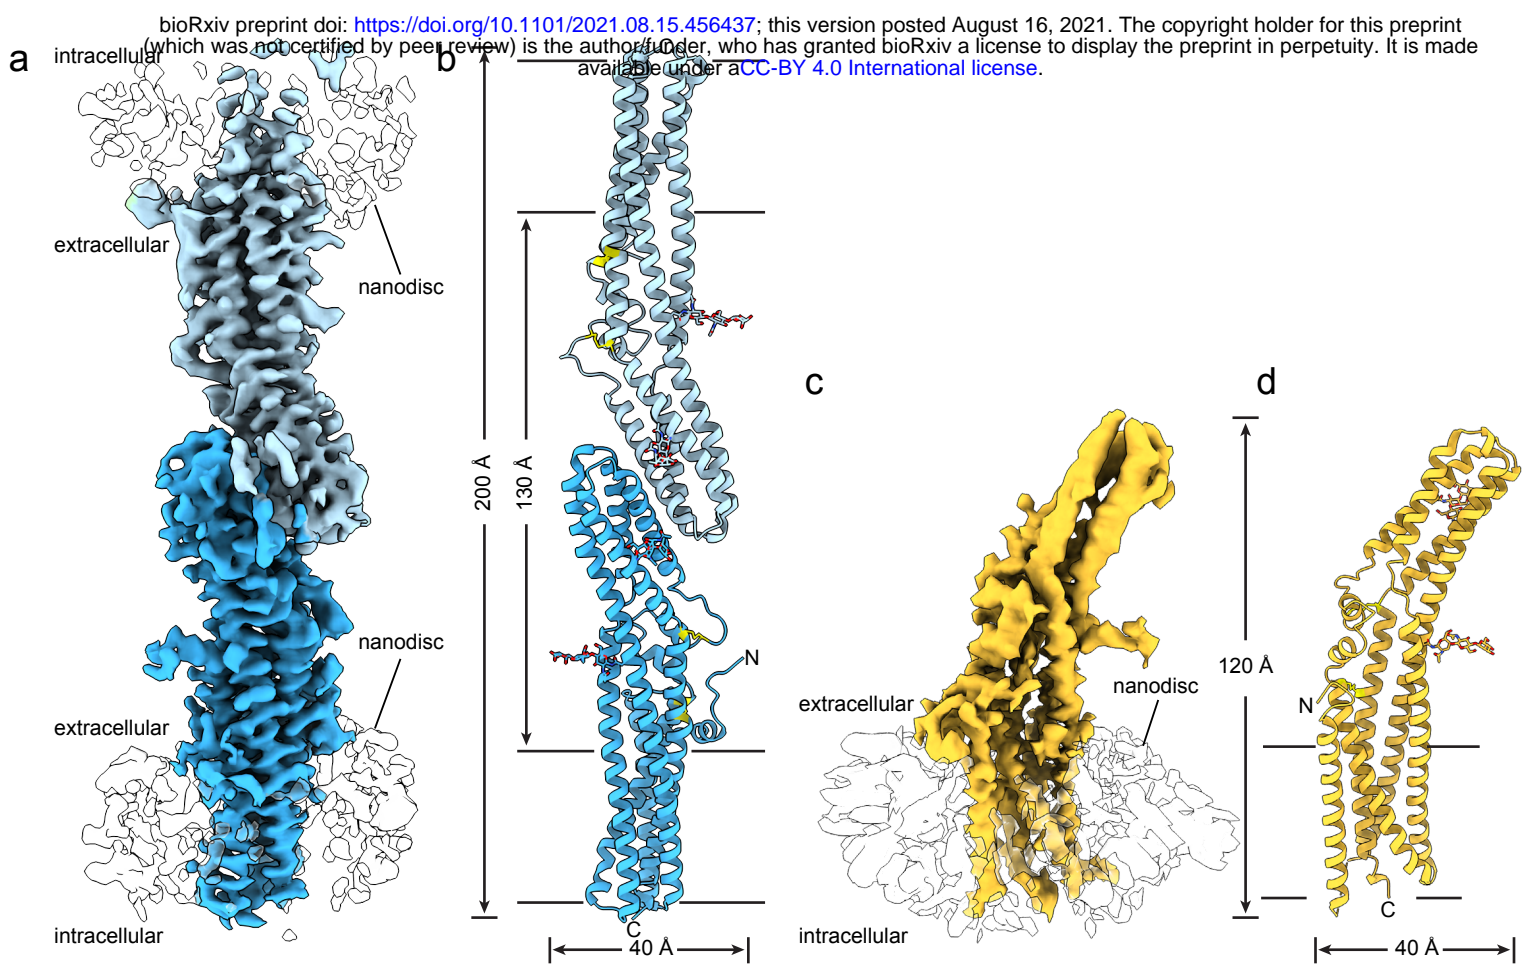 bioRxiv preprint doi: https://doi.org/10.1101/2021.08.15.456437; this version posted August 16, 2021. The copyright holder for this preprint
(which was not certified by peer review) is the author/funder, who has granted bioRxiv a license to display the preprint in perpetuity. It is made
available under aCC-BY 4.0 International license.
a
intracellular
b
extracellular
nanodisc
c
d
200 Å
130 Å
nanodisc
N
extracellular
intracellular
C
40 Å
120 Å
nanodisc
extracellular
N
intracellular
C
40 Å